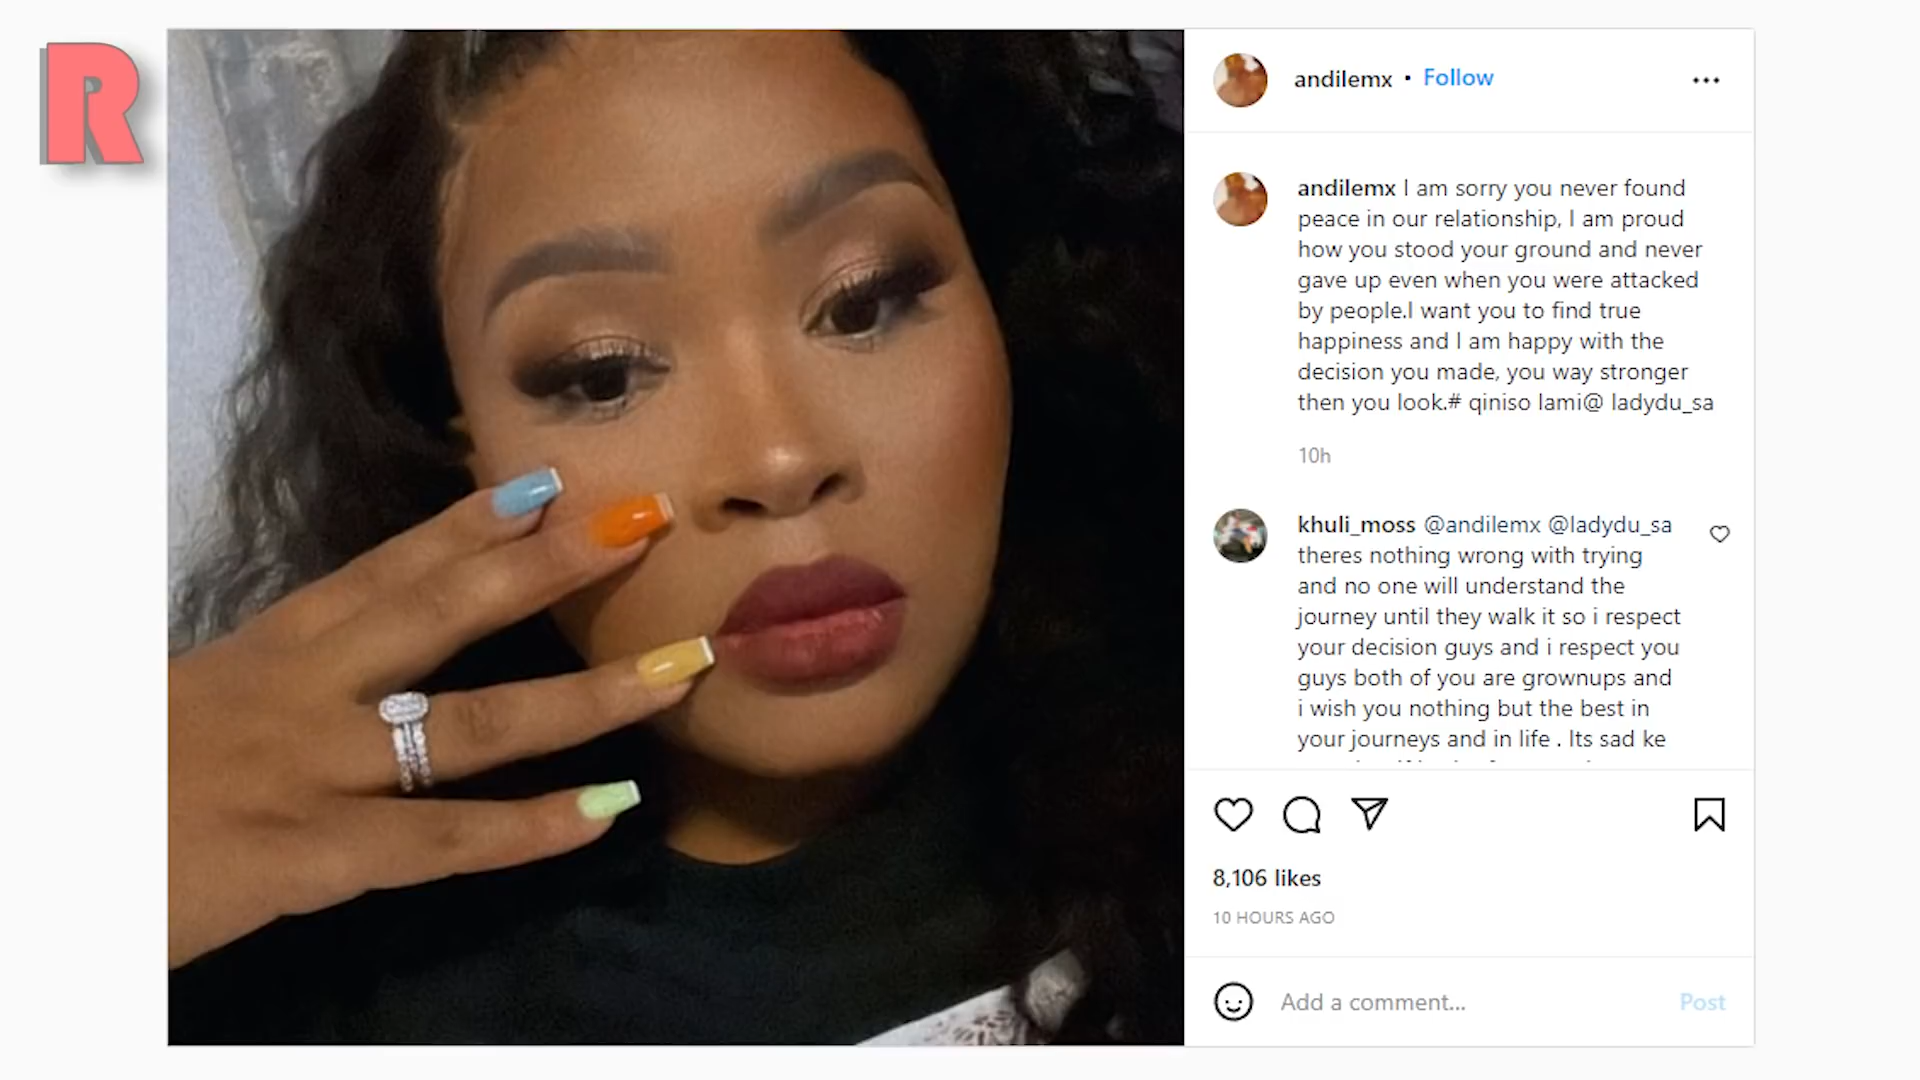 R
andilemx • Follow
andilemx I am sorry you never found
peace in our relationship, I am proud
how you stood your ground and never
gave up even when you were attacked
by people.I want you to find true
happiness and I am happy with the
decision you made, you way stronger
then you look.# qiniso lami@ ladydu_sa
10h
khuli_moss @andilemx @ladydu_sa
theres nothing wrong with trying
and no one will understand the
journey until they walk it so i respect
your decision guys and i respect you
guys both of you are grownups and
i wish you nothing but the best in
your journeys and in life . Its sad ke
8,106 likes
10 HOURS AGO
Add a comment...
Post